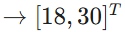 → [18, 30]ᵀ